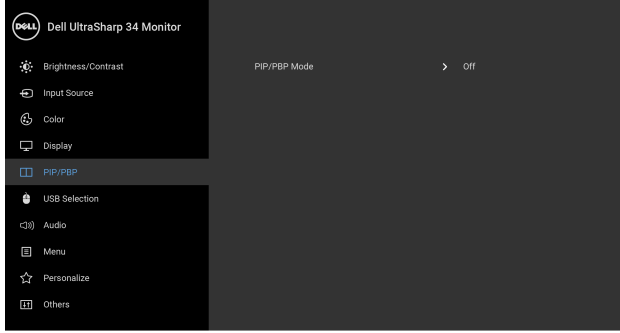 DELL Dell UltraSharp 34 Monitor
Brightness/Contrast
PIP/PBP Mode Off
Input Source
Color
Display
PIP/PBP
USB Selection
Audio
Menu
Personalize
Others